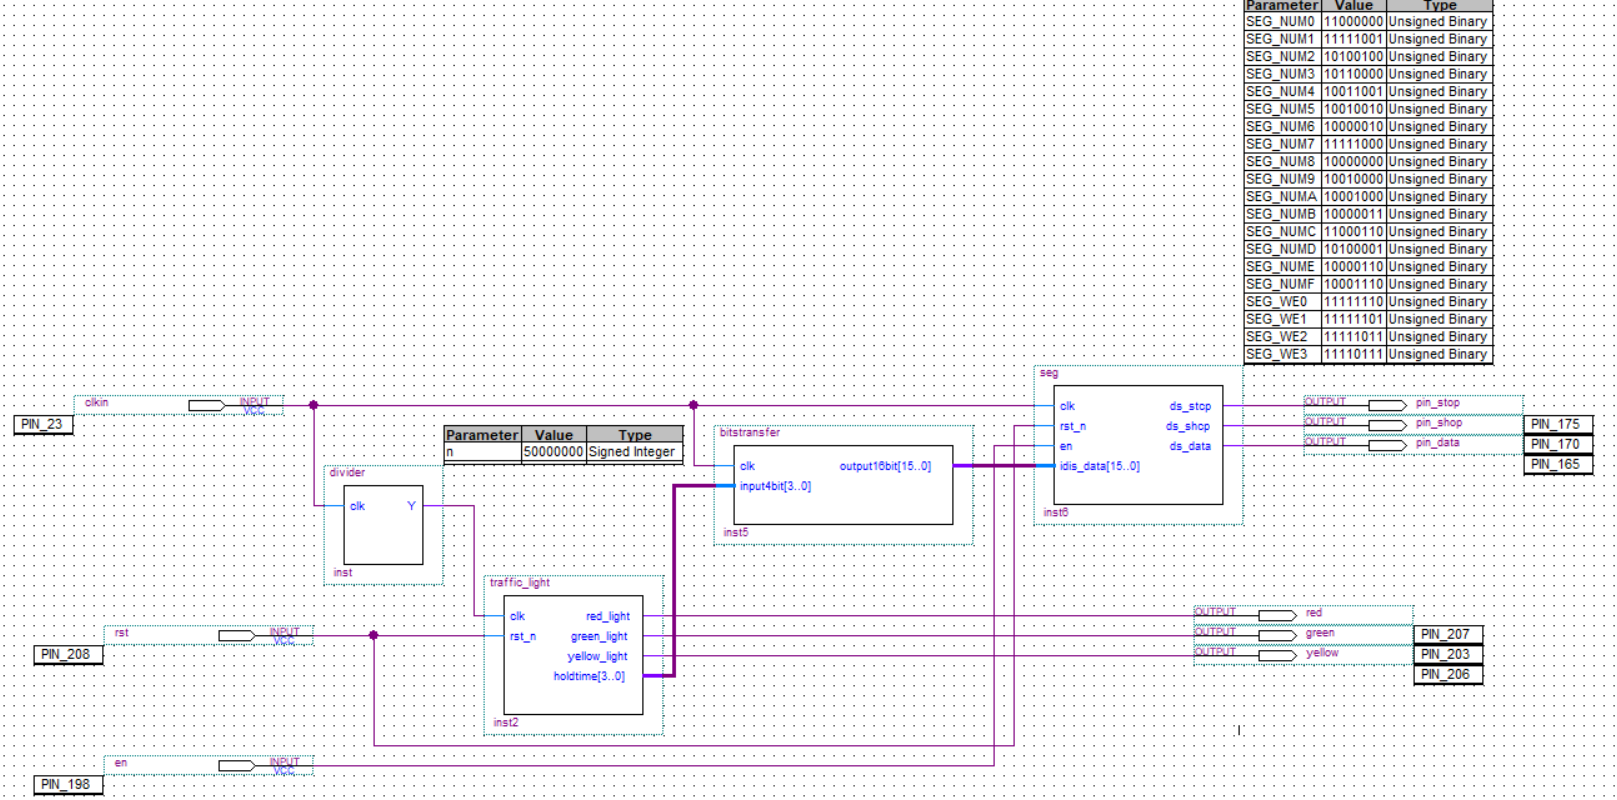 Parameter Value Type
SEG_NUM0 11000000 Unsigned Binary
SEG_NUM1 11111001 Unsigned Binary
SEG_NUM2 10100100 Unsigned Binary
SEG_NUM3 10110000 Unsigned Binary
SEG_NUM4 10011001 Unsigned Binary
SEG_NUM5 10010010 Unsigned Binary
SEG_NUM6 10000010 Unsigned Binary
SEG_NUM7 11111000 Unsigned Binary
SEG_NUM8 10000000 Unsigned Binary
SEG_NUM9 10010000 Unsigned Binary
SEG_NUMA 10001000 Unsigned Binary
SEG_NUMB 10000011 Unsigned Binary
SEG_NUMC 11000110 Unsigned Binary
SEG_NUMD 10100001 Unsigned Binary
SEG_NUME 10000110 Unsigned Binary
SEG_NUMF 10001110 Unsigned Binary
SEG_WE0 11111110 Unsigned Binary
SEG_WE1 11111101 Unsigned Binary
SEG_WE2 11111011 Unsigned Binary
SEG_WE3 11110111 Unsigned Binary
clkin
INPUT
VCC
PIN_23
Parameter Value Type
n 50000000 Signed Integer
divider
clk Y
inst
bitstransfer
clk output16bit[15..0]
input4bit[3..0]
inst5
seg
clk ds_stcp
rst_n ds_shcp
en ds_data
idis_data[15..0]
inst6
OUTPUT pin_stop
OUTPUT pin_shop
OUTPUT pin_data
PIN_175
PIN_170
PIN_165
traffic_light
clk red_light
rst_n green_light
yellow_light
holdtime[3..0]
inst2
rst
INPUT
VCC
PIN_208
OUTPUT red
OUTPUT green
OUTPUT yellow
PIN_207
PIN_203
PIN_206
en
INPUT
VCC
PIN_198